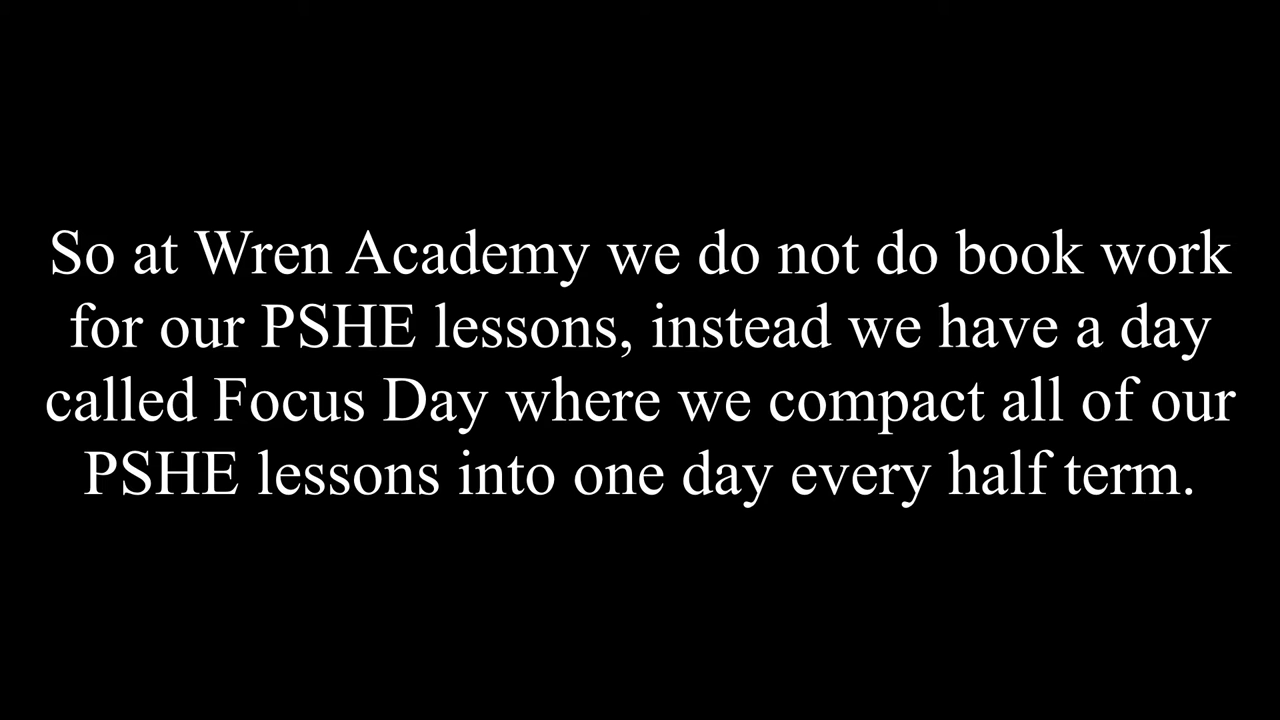 So at Wren Academy we do not do book work
for our PSHE lessons, instead we have a day
called Focus Day where we compact all of our
PSHE lessons into one day every half term.